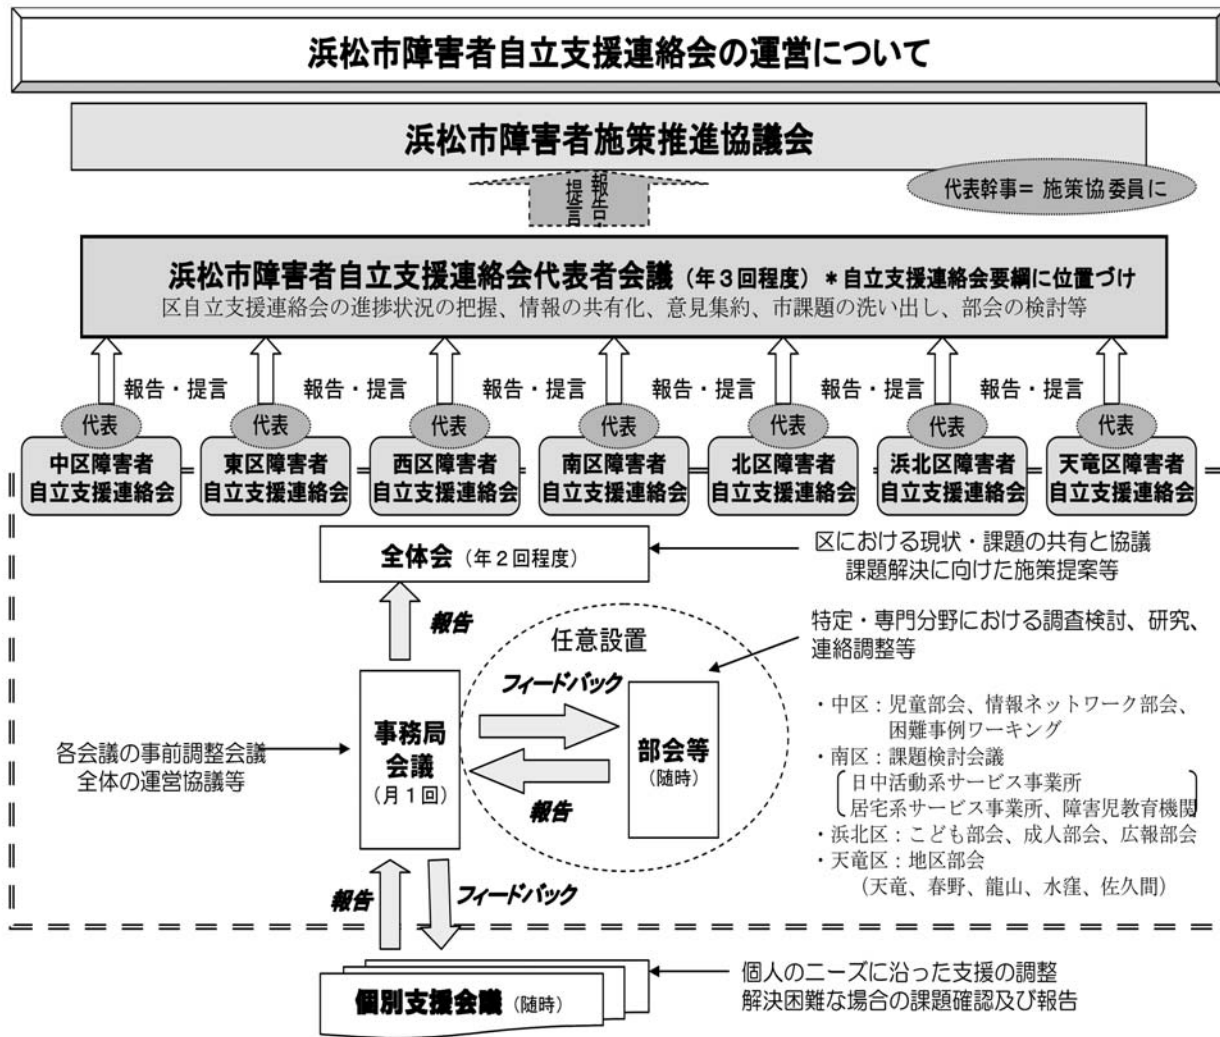 浜松市障害者自立支援連絡会の運営について
浜松市障害者施策推進協議会
報告・
提言
代表幹事= 施策協委員に
浜松市障害者自立支援連絡会代表者会議（年３回程度）＊自立支援連絡会要綱に位置づけ
区自立支援連絡会の進捗状況の把握、情報の共有化、意見集約、市課題の洗い出し、部会の検討等
報告・提言
報告・提言
報告・提言
報告・提言
報告・提言
報告・提言
代表
代表
代表
代表
代表
代表
代表
中区障害者
自立支援連絡会
東区障害者
自立支援連絡会
西区障害者
自立支援連絡会
南区障害者
自立支援連絡会
北区障害者
自立支援連絡会
浜北区障害者
自立支援連絡会
天竜区障害者
自立支援連絡会
全体会（年２回程度）
区における現状・課題の共有と協議
課題解決に向けた施策提案等
報告
任意設置
特定・専門分野における調査検討、研究、
連絡調整等
フィードバック
事務局
会議
（月１回）
部会等
（随時）
報告
各会議の事前調整会議
全体の運営協議等
・中区：児童部会、情報ネットワーク部会、
困難事例ワーキング
・南区：課題検討会議
日中活動系サービス事業所
居宅系サービス事業所、障害児教育機関
・浜北区：こども部会、成人部会、広報部会
・天竜区：地区部会
（天竜、春野、龍山、水窪、佐久間）
報告
フィードバック
個別支援会議（随時）
個人のニーズに沿った支援の調整
解決困難な場合の課題確認及び報告